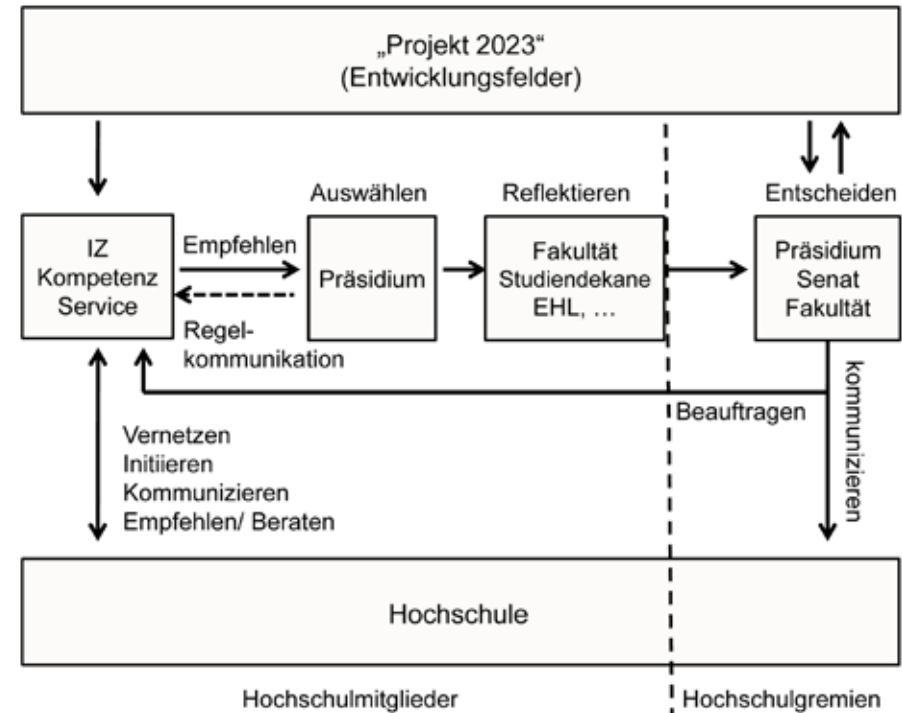 „Projekt 2023“
(Entwicklungsfelder)
Auswählen
Reflektieren
Entscheiden
IZ
Kompetenz
Service
Empfehlen
Regel-
kommunikation
Präsidium
Fakultät
Studiendekane
EHL, ...
Präsidium
Senat
Fakultät
Beauftragen
kommunizieren
Vernetzen
Initiieren
Kommunizieren
Empfehlen/ Beraten
Hochschule
Hochschulmitglieder
Hochschulgremien